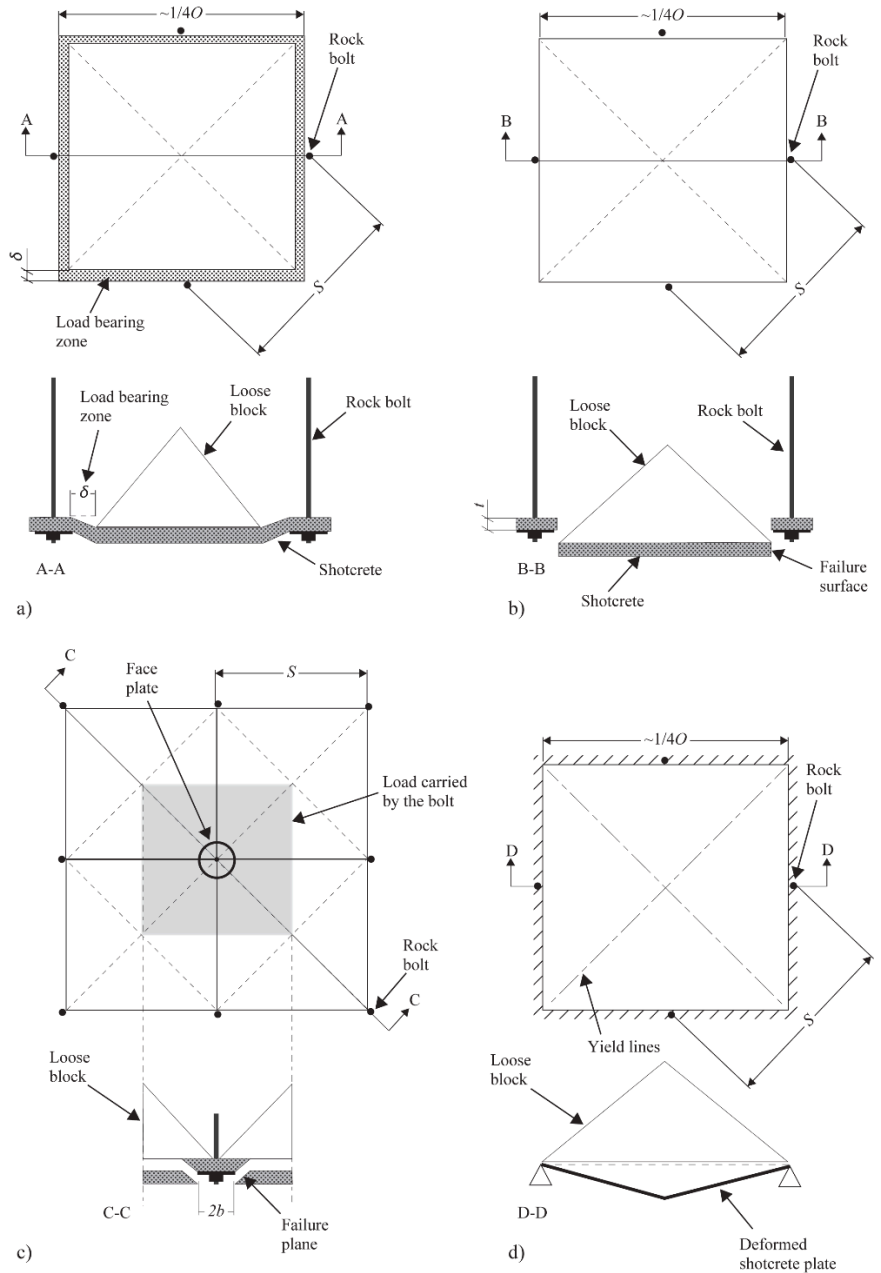 ~1/4O
Rock
bolt
A
A
δ
S
Load bearing
zone
Load bearing
zone
Loose
block
Rock bolt
δ
Shotcrete
A-A
a)
~1/4O
Rock
bolt
B
B
S
Loose
block
Rock bolt
t
B-B
Failure
surface
Shotcrete
b)
C
Face
plate
S
Load carried
by the bolt
Rock
bolt
C
Loose
block
C-C
2b
Failure
plane
c)
~1/4O
Rock
bolt
D
D
Yield lines
S
Loose
block
D-D
Deformed
shotcrete plate
d)